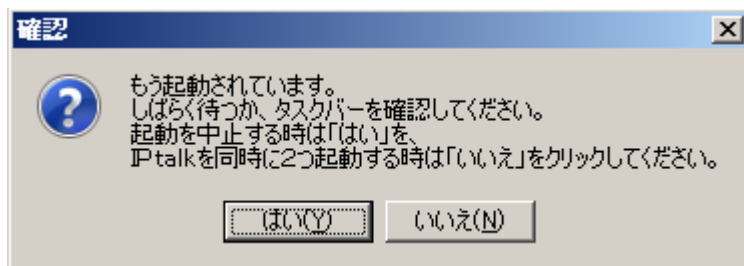 確認
もう起動されています。
しばらく待つか、タスクバーを確認してください。
起動を中止する時は「はい」を、
IPtalkを同時に2つ起動する時は「いいえ」をクリックしてください。
はい(Y)
いいえ(N)